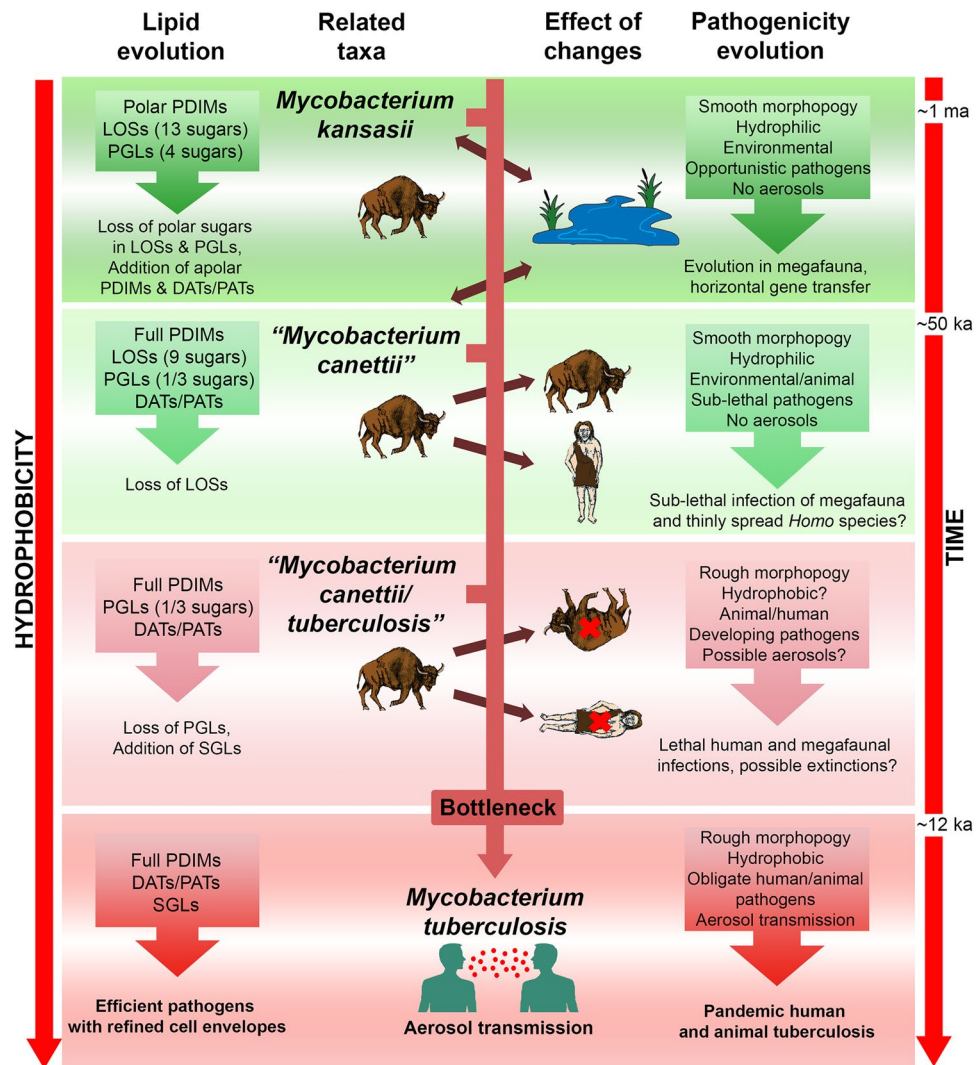 Lipid
evolution
Related
taxa
Effect of
changes
Pathogenicity
evolution
HYDROPHOBICITY
TIME
~1 ma
~50 ka
~12 ka
Polar PDIMs
LOSs (13 sugars)
PGLs (4 sugars)
Loss of polar sugars
in LOSs & PGLs,
Addition of apolar
PDIMs & DATs/PATs
Mycobacterium
kansasii
Smooth morphopogy
Hydrophilic
Environmental
Opportunistic pathogens
No aerosols
Evolution in megafauna,
horizontal gene transfer
Full PDIMs
LOSs (9 sugars)
PGLs (1/3 sugars)
DATs/PATs
Loss of LOSs
“Mycobacterium
canettii”
Smooth morphopogy
Hydrophilic
Environmental/animal
Sub-lethal pathogens
No aerosols
Sub-lethal infection of megafauna
and thinly spread Homo species?
Full PDIMs
PGLs (1/3 sugars)
DATs/PATs
Loss of PGLs,
Addition of SGLs
“Mycobacterium
canettii/
tuberculosis”
Rough morphopogy
Hydrophobic?
Animal/human
Developing pathogens
Possible aerosols?
Lethal human and megafaunal
infections, possible extinctions?
Bottleneck
Full PDIMs
DATs/PATs
SGLs
Efficient pathogens
with refined cell envelopes
Mycobacterium
tuberculosis
Aerosol transmission
Rough morphopogy
Hydrophobic
Obligate human/animal
pathogens
Aerosol transmission
Pandemic human
and animal tuberculosis